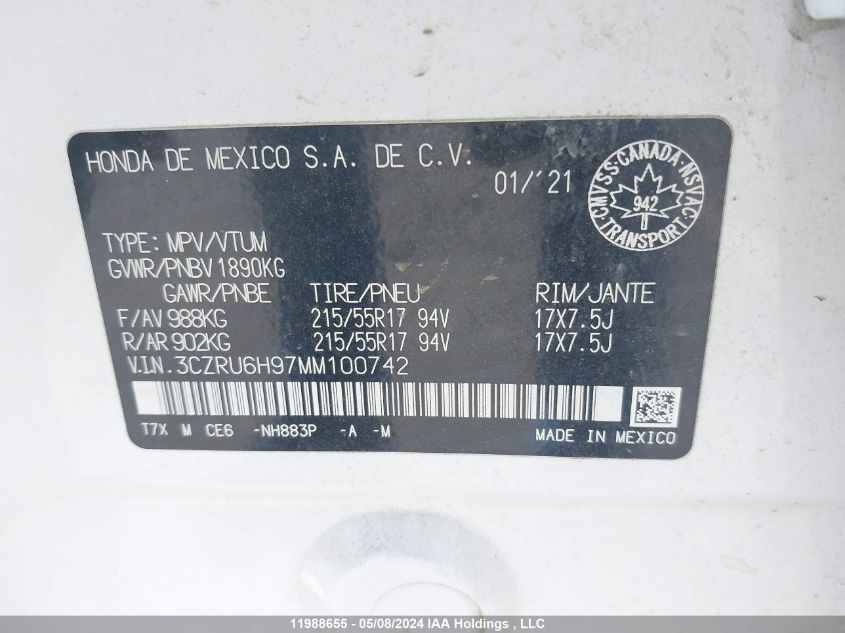 HONDA DE MEXICO S.A. DE C.V.
01/'21
CMVSS·CANADA·NSVAC·TRANSPORT
942
TYPE: MPV/VTUM
GVWR/PNBV 1890KG
GAWR/PNBE TIRE/PNEU RIM/JANTE
F/AV 988KG 215/55R17 94V 17X7.5J
R/AR 902KG 215/55R17 94V 17X7.5J
V.I.N. 3CZRU6H97MM100742
T7X M CE6 -NH883P -A -M MADE IN MEXICO
11988655 - 05/08/2024 IAA Holdings , LLC